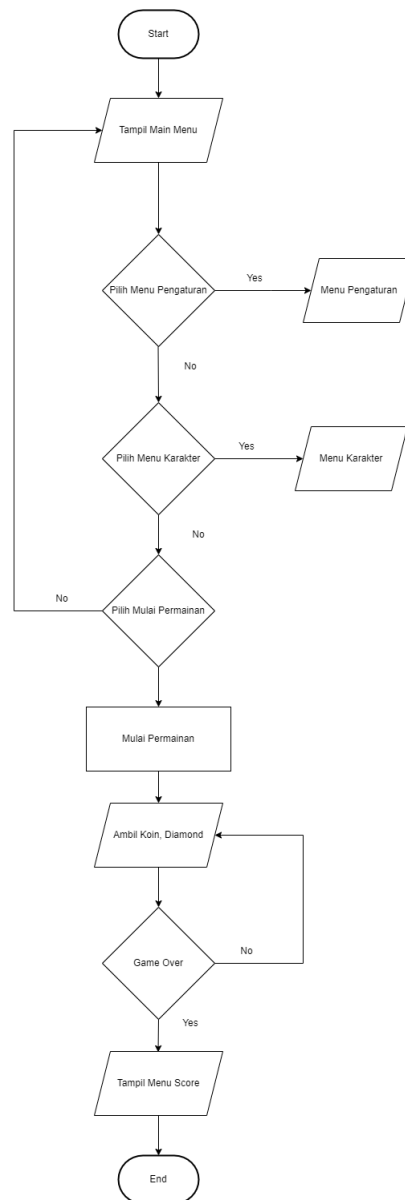 Start
Tampil Main Menu
Pilih Menu Pengaturan
Yes
Menu Pengaturan
No
Pilih Menu Karakter
Yes
Menu Karakter
No
Pilih Mulai Permainan
No
Mulai Permainan
Ambil Koin, Diamond
Game Over
No
Yes
Tampil Menu Score
End